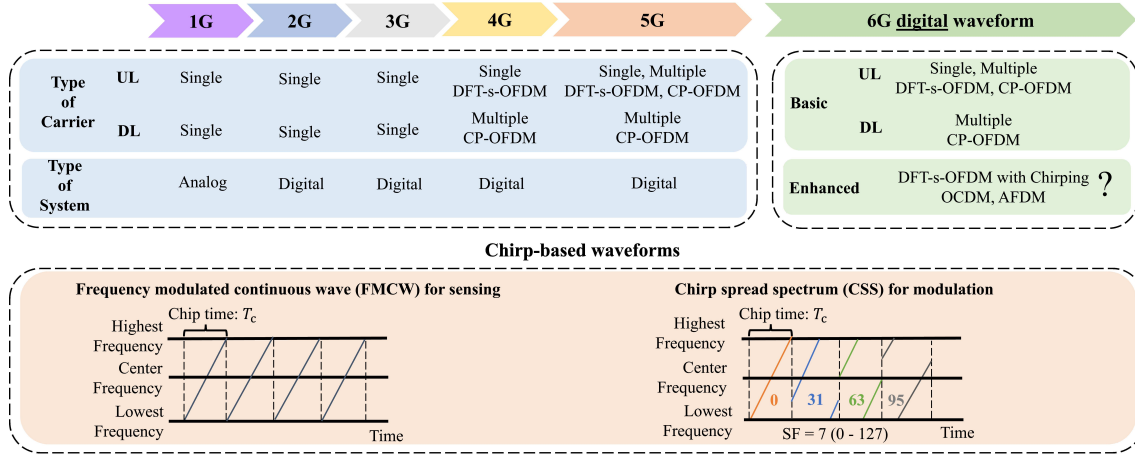 1G 2G 3G 4G 5G 6G digital waveform
Type of Carrier
UL Single Single Single Single DFT-s-OFDM Single, Multiple DFT-s-OFDM, CP-OFDM
DL Single Single Single Multiple CP-OFDM Multiple CP-OFDM
Type of System
Analog Digital Digital Digital Digital
Basic
UL Single, Multiple DFT-s-OFDM, CP-OFDM
DL Multiple CP-OFDM
Enhanced DFT-s-OFDM with Chirping OCDM, AFDM ?
Chirp-based waveforms
Frequency modulated continuous wave (FMCW) for sensing
Chip time: Tc
Highest Frequency
Center Frequency
Lowest Frequency
Time
Chirp spread spectrum (CSS) for modulation
Chip time: Tc
Highest Frequency
Center Frequency
Lowest Frequency
0 31 63 95
SF = 7 (0 - 127)
Time